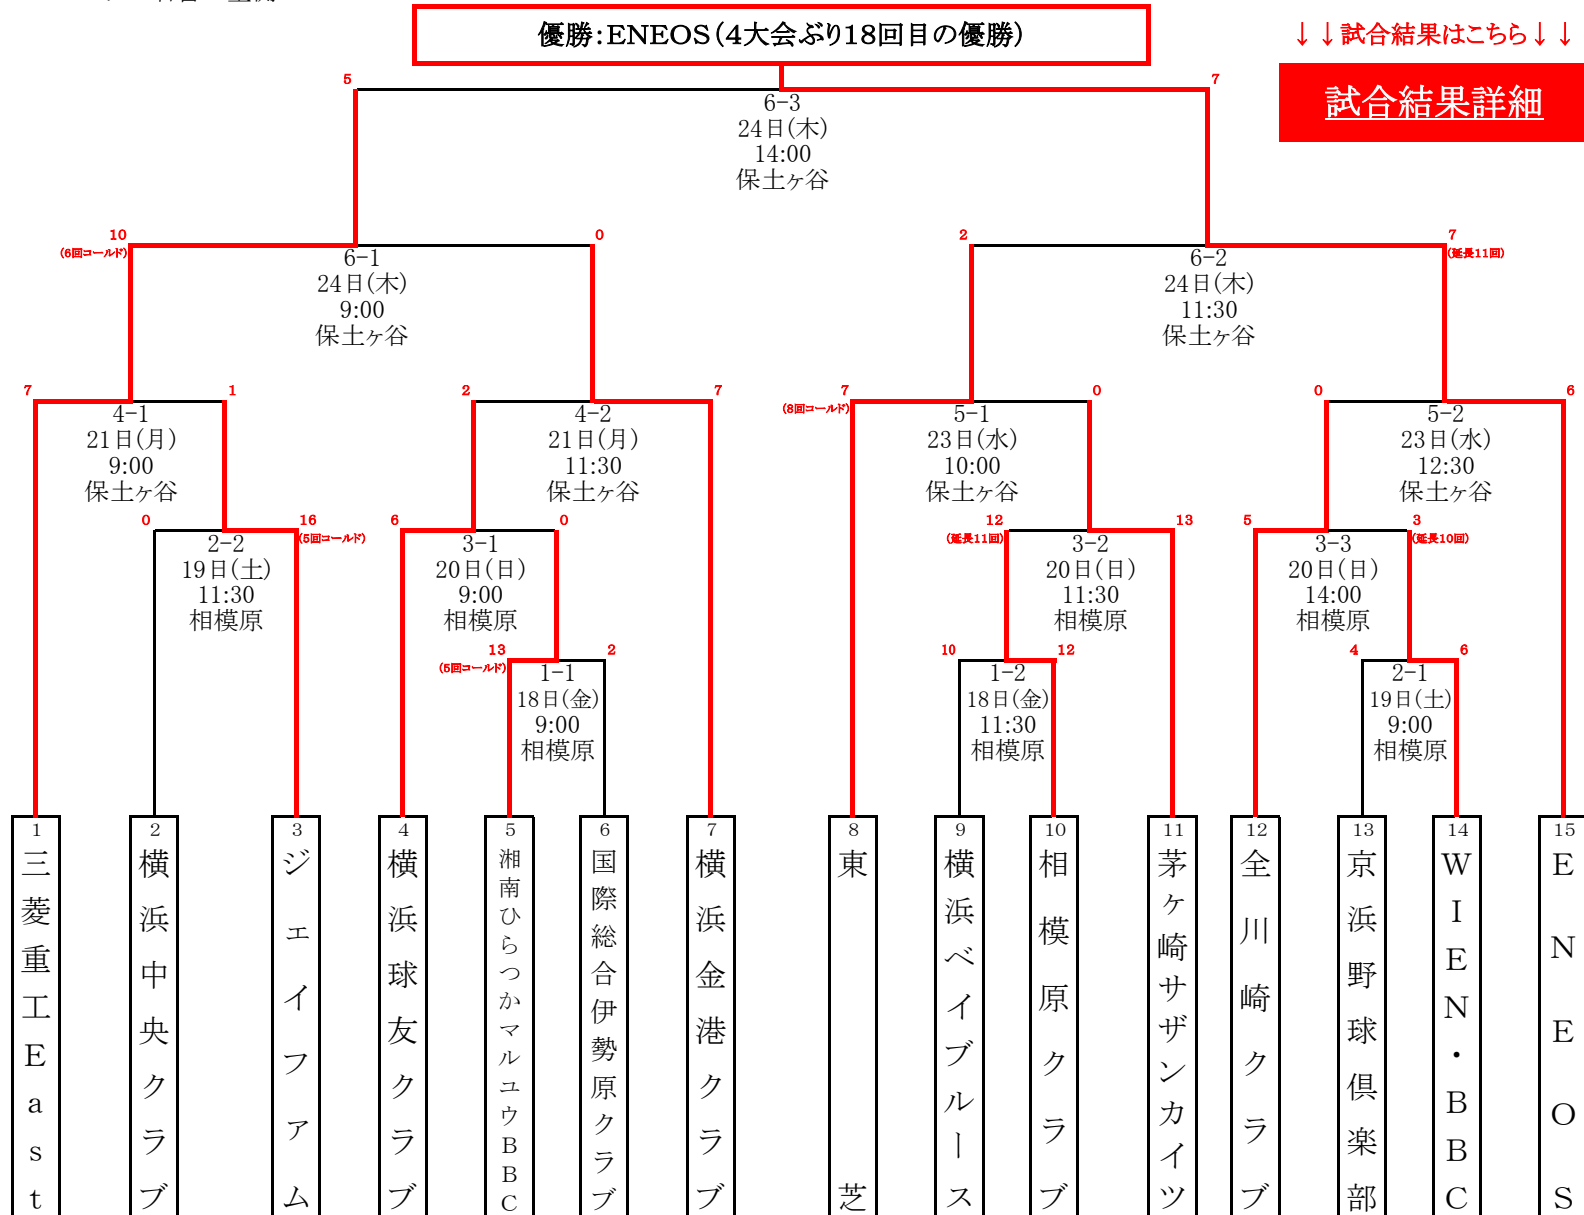 優勝:ENEOS(4大会ぶり18回目の優勝)
↓↓試合結果はこちら↓↓
試合結果詳細
5
7
6-3
24日(木)
14:00
保土ヶ谷
10
(6回コールド)
0
6-1
24日(木)
9:00
保土ヶ谷
2
7
(延長11回)
6-2
24日(木)
11:30
保土ヶ谷
7
1
4-1
21日(月)
9:00
保土ヶ谷
2
7
4-2
21日(月)
11:30
保土ヶ谷
7
(8回コールド)
0
5-1
23日(水)
10:00
保土ヶ谷
0
6
5-2
23日(水)
12:30
保土ヶ谷
0
16
(5回コールド)
2-2
19日(土)
11:30
相模原
6
0
3-1
20日(日)
9:00
相模原
12
(延長11回)
13
3-2
20日(日)
11:30
相模原
5
3
(延長10回)
3-3
20日(日)
14:00
相模原
13
(5回コールド)
2
1-1
18日(金)
9:00
相模原
10
12
1-2
18日(金)
11:30
相模原
4
6
2-1
19日(土)
9:00
相模原
1
三菱重工East
2
横浜中央クラブ
3
ジェイファム
4
横浜球友クラブ
5
湘南ひらつかマルユウBBC
6
国際総合伊勢原クラブ
7
横浜金港クラブ
8
東芝
9
横浜ベイブルース
10
相模原クラブ
11
茅ヶ崎サザンカイツ
12
全川崎クラブ
13
京浜野球倶楽部
14
WIEN・BBC
15
ENEOS